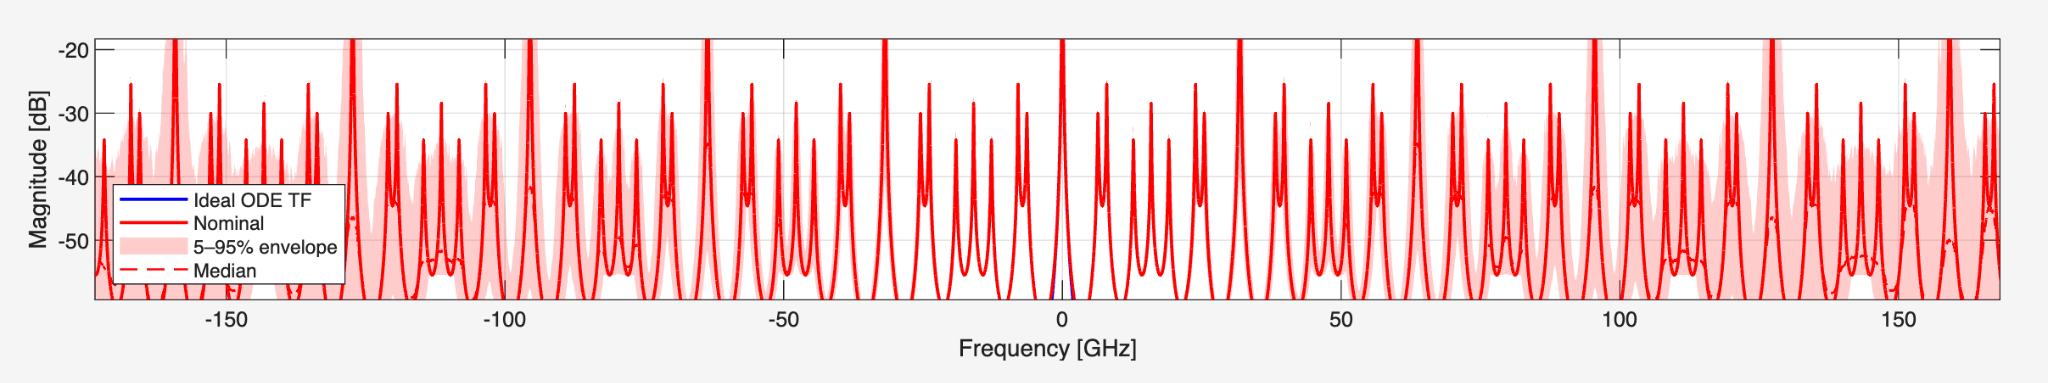 Magnitude [dB]
-20
-30
-40
-50
Ideal ODE TF
Nominal
5–95% envelope
Median
-150
-100
-50
0
50
100
150
Frequency [GHz]